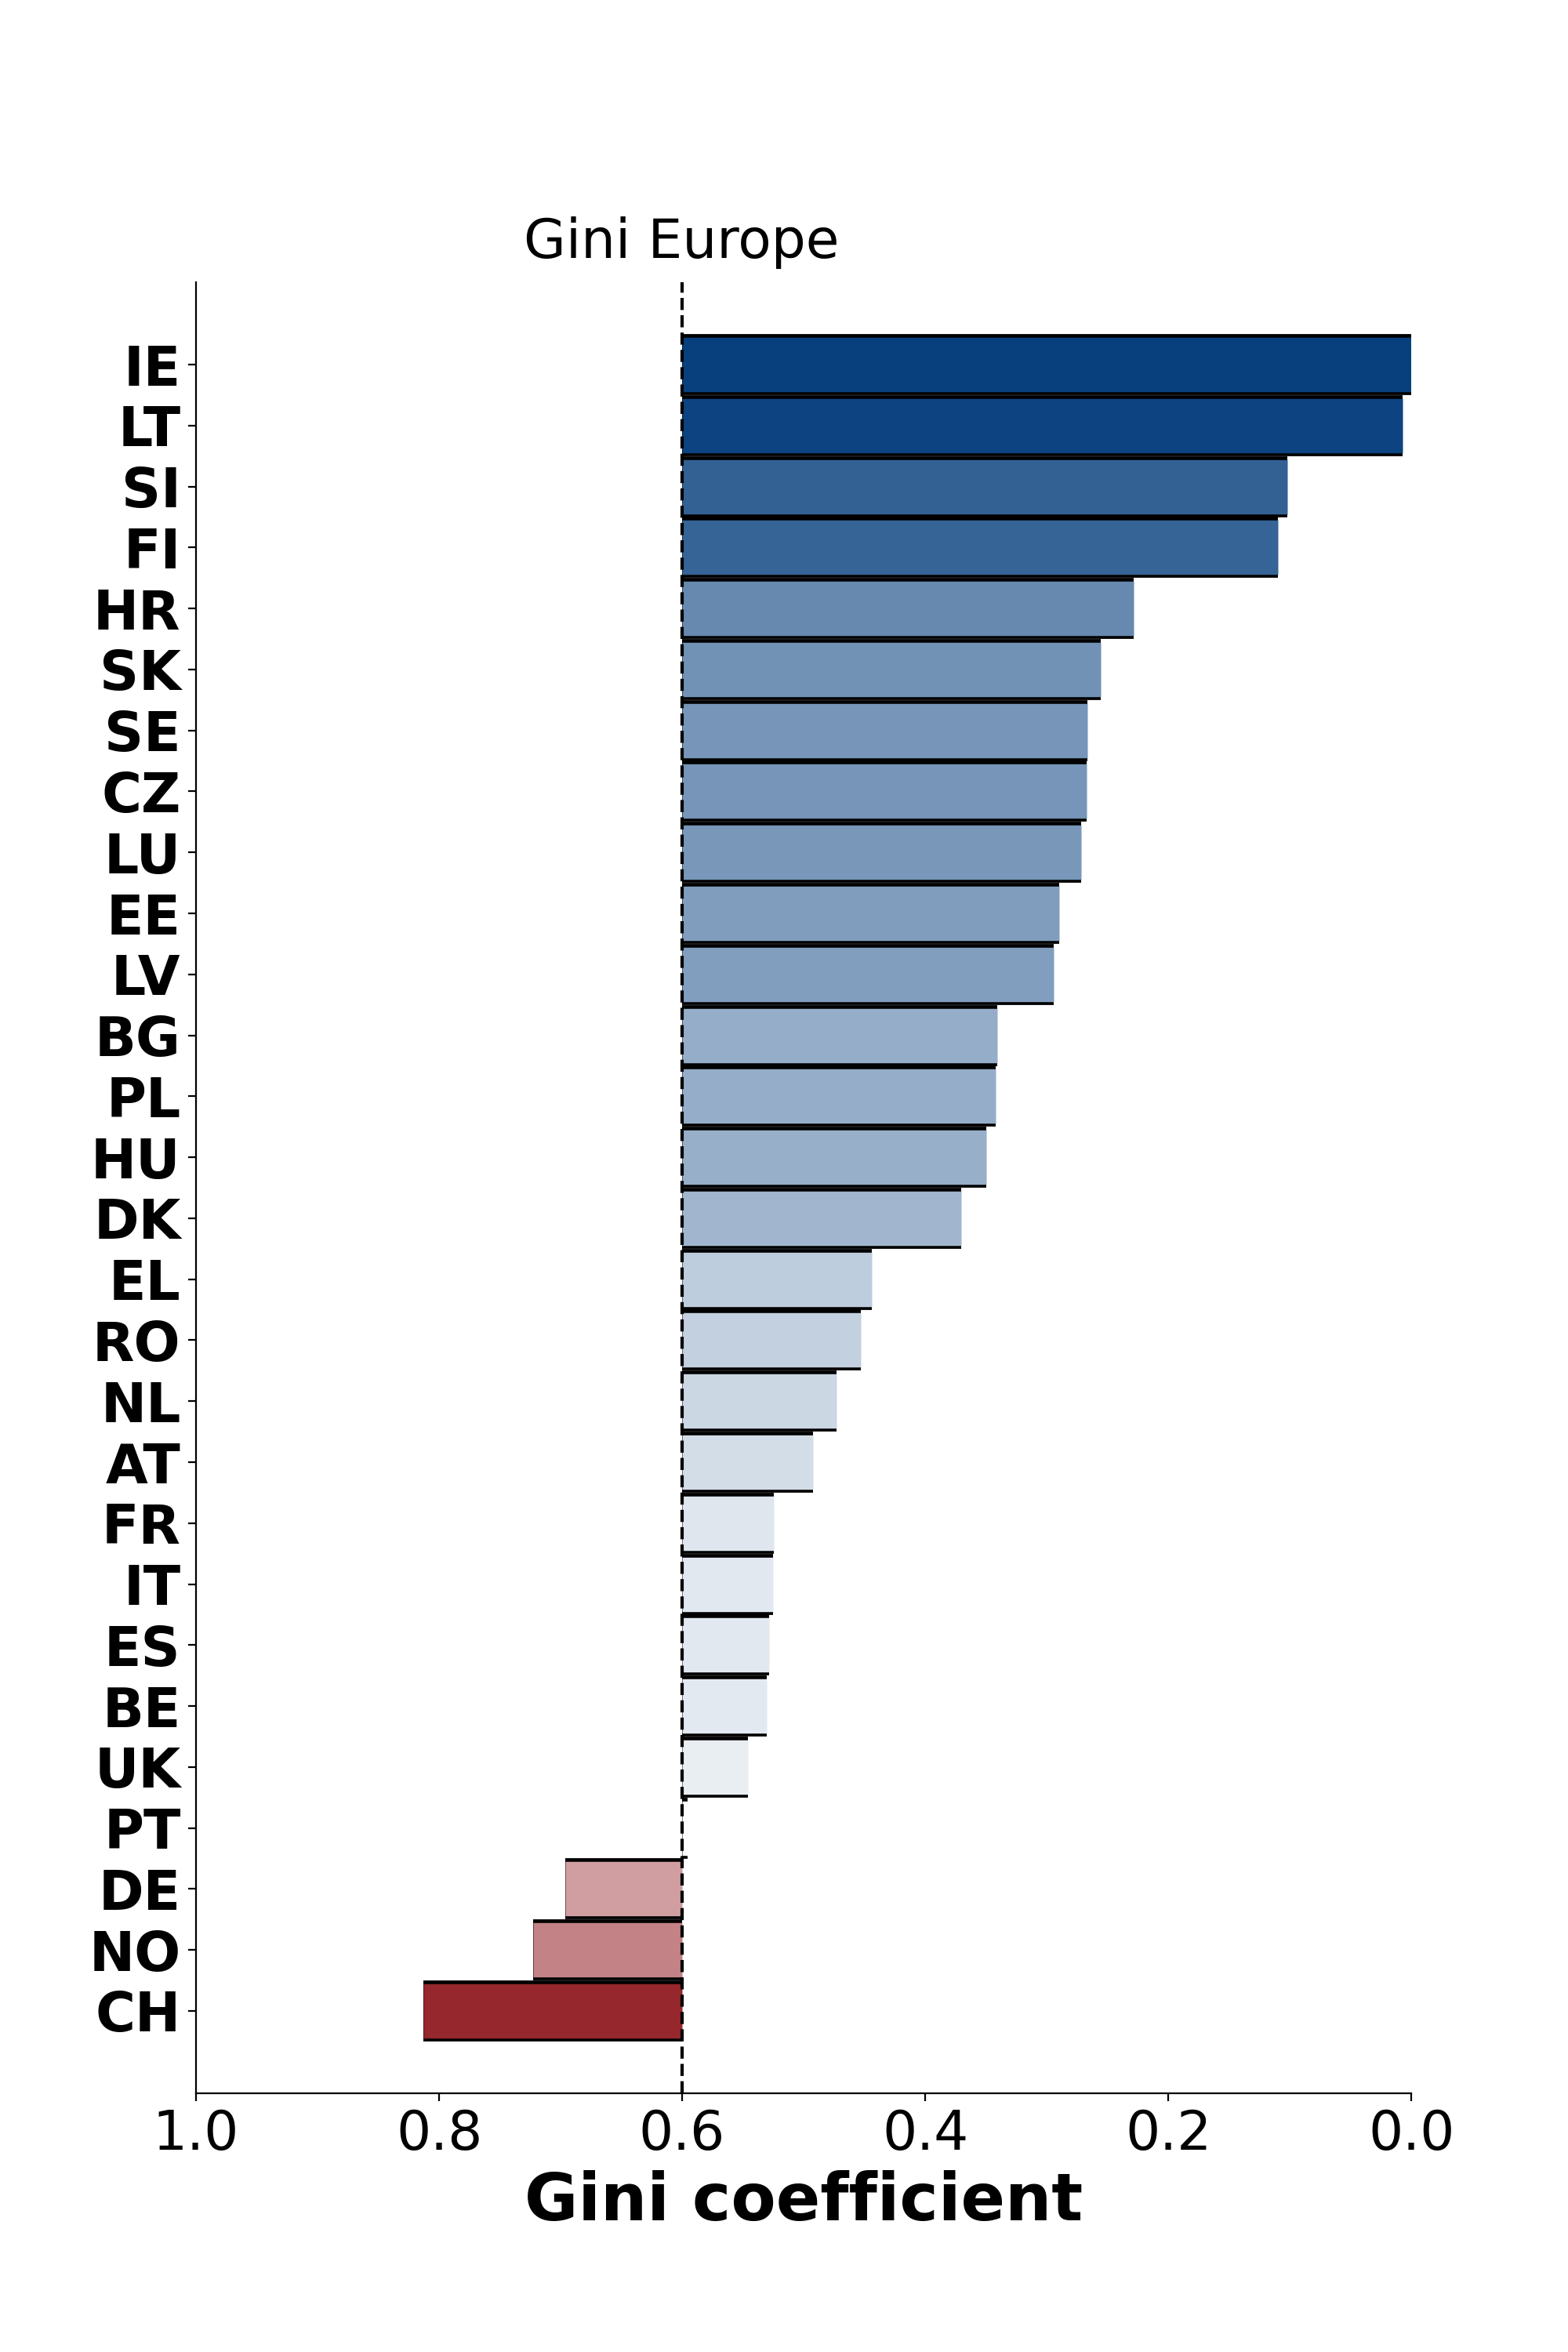 Gini Europe
IE
LT
SI
FI
HR
SK
SE
CZ
LU
EE
LV
BG
PL
HU
DK
EL
RO
NL
AT
FR
IT
ES
BE
UK
PT
DE
NO
CH
1.0 0.8 0.6 0.4 0.2 0.0
Gini coefficient